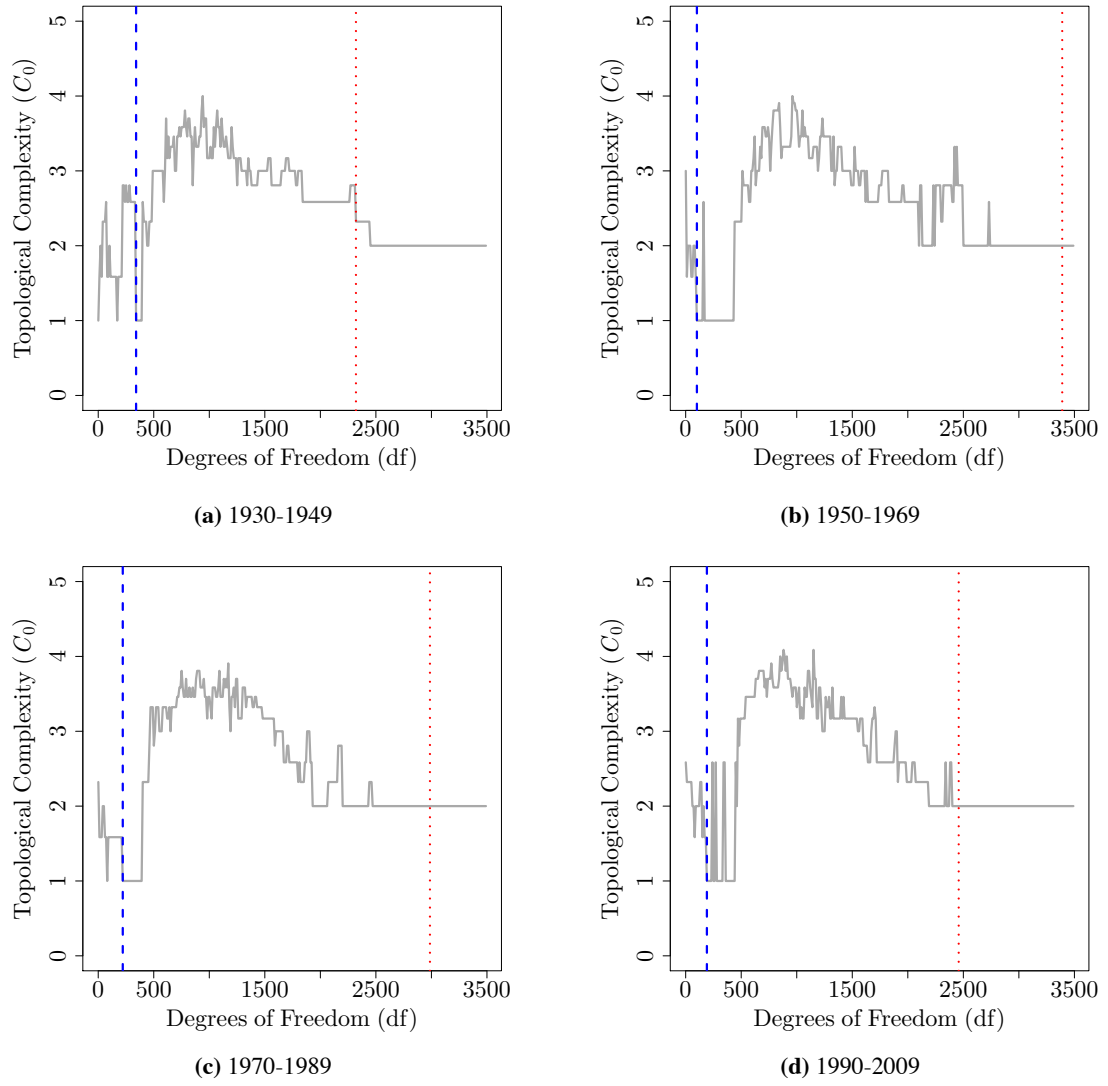 Topological Complexity (C₀)
5
4
3
2
1
0
0 500 1500 2500 3500
Degrees of Freedom (df)
(a) 1930-1949
Topological Complexity (C₀)
5
4
3
2
1
0
0 500 1500 2500 3500
Degrees of Freedom (df)
(b) 1950-1969
Topological Complexity (C₀)
5
4
3
2
1
0
0 500 1500 2500 3500
Degrees of Freedom (df)
(c) 1970-1989
Topological Complexity (C₀)
5
4
3
2
1
0
0 500 1500 2500 3500
Degrees of Freedom (df)
(d) 1990-2009